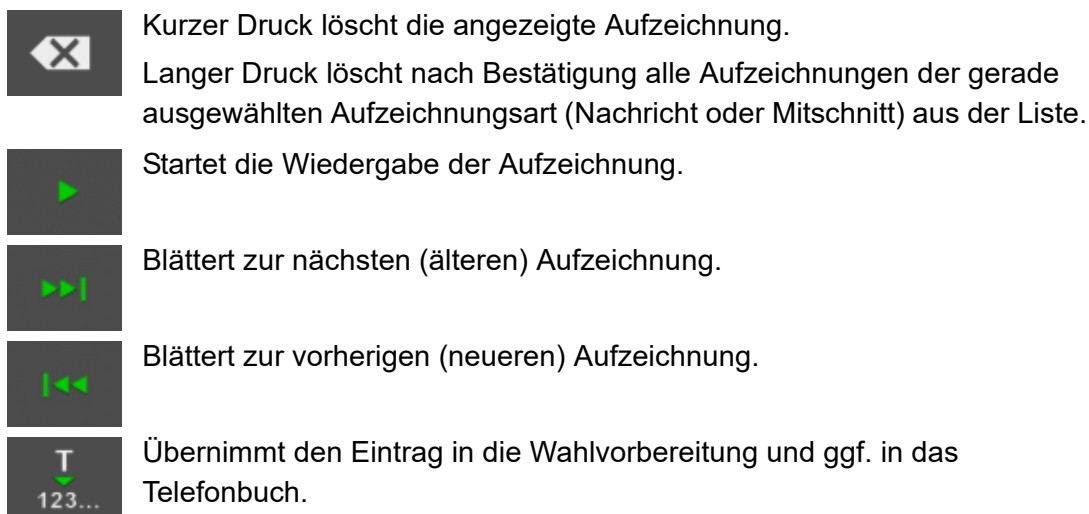 Kurzer Druck löscht die angezeigte Aufzeichnung.
Langer Druck löscht nach Bestätigung alle Aufzeichnungen der gerade
ausgewählten Aufzeichnungsart (Nachricht oder Mitschnitt) aus der Liste.
Startet die Wiedergabe der Aufzeichnung.
Blättert zur nächsten (älteren) Aufzeichnung.
Blättert zur vorherigen (neueren) Aufzeichnung.
T
123...
Übernimmt den Eintrag in die Wahlvorbereitung und ggf. in das
Telefonbuch.